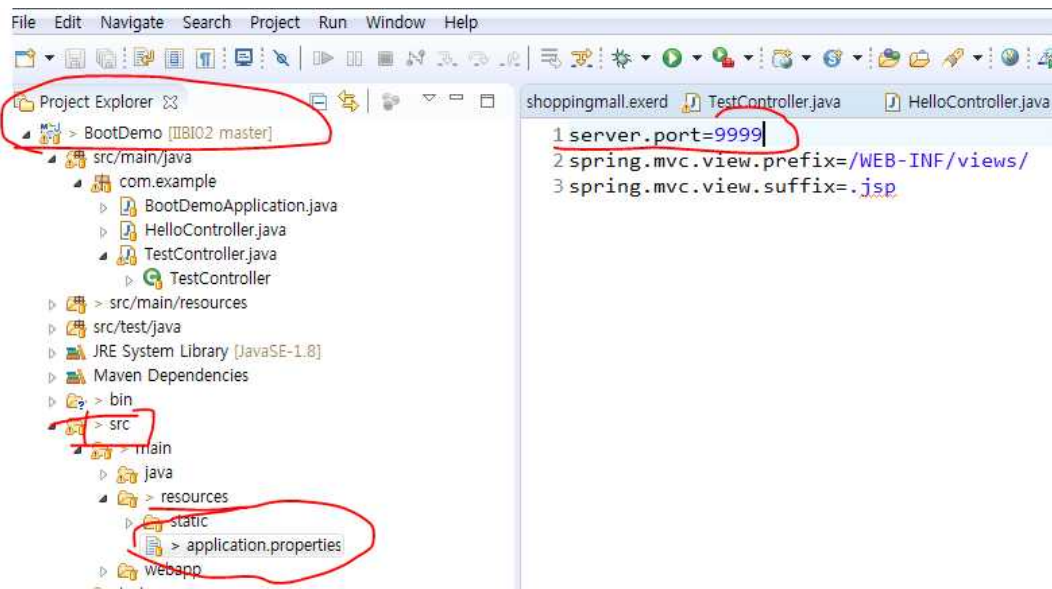 File Edit Navigate Search Project Run Window Help
Project Explorer
shoppingmall.exerd TestController.java HelloController.java
> BootDemo [IIBI02 master]
src/main/java
com.example
BootDemoApplication.java
HelloController.java
TestController.java
TestController
> src/main/resources
src/test/java
JRE System Library [JavaSE-1.8]
Maven Dependencies
> bin
> src
> main
java
> resources
static
> application.properties
webapp
1 server.port=9999
2 spring.mvc.view.prefix=/WEB-INF/views/
3 spring.mvc.view.suffix=.jsp